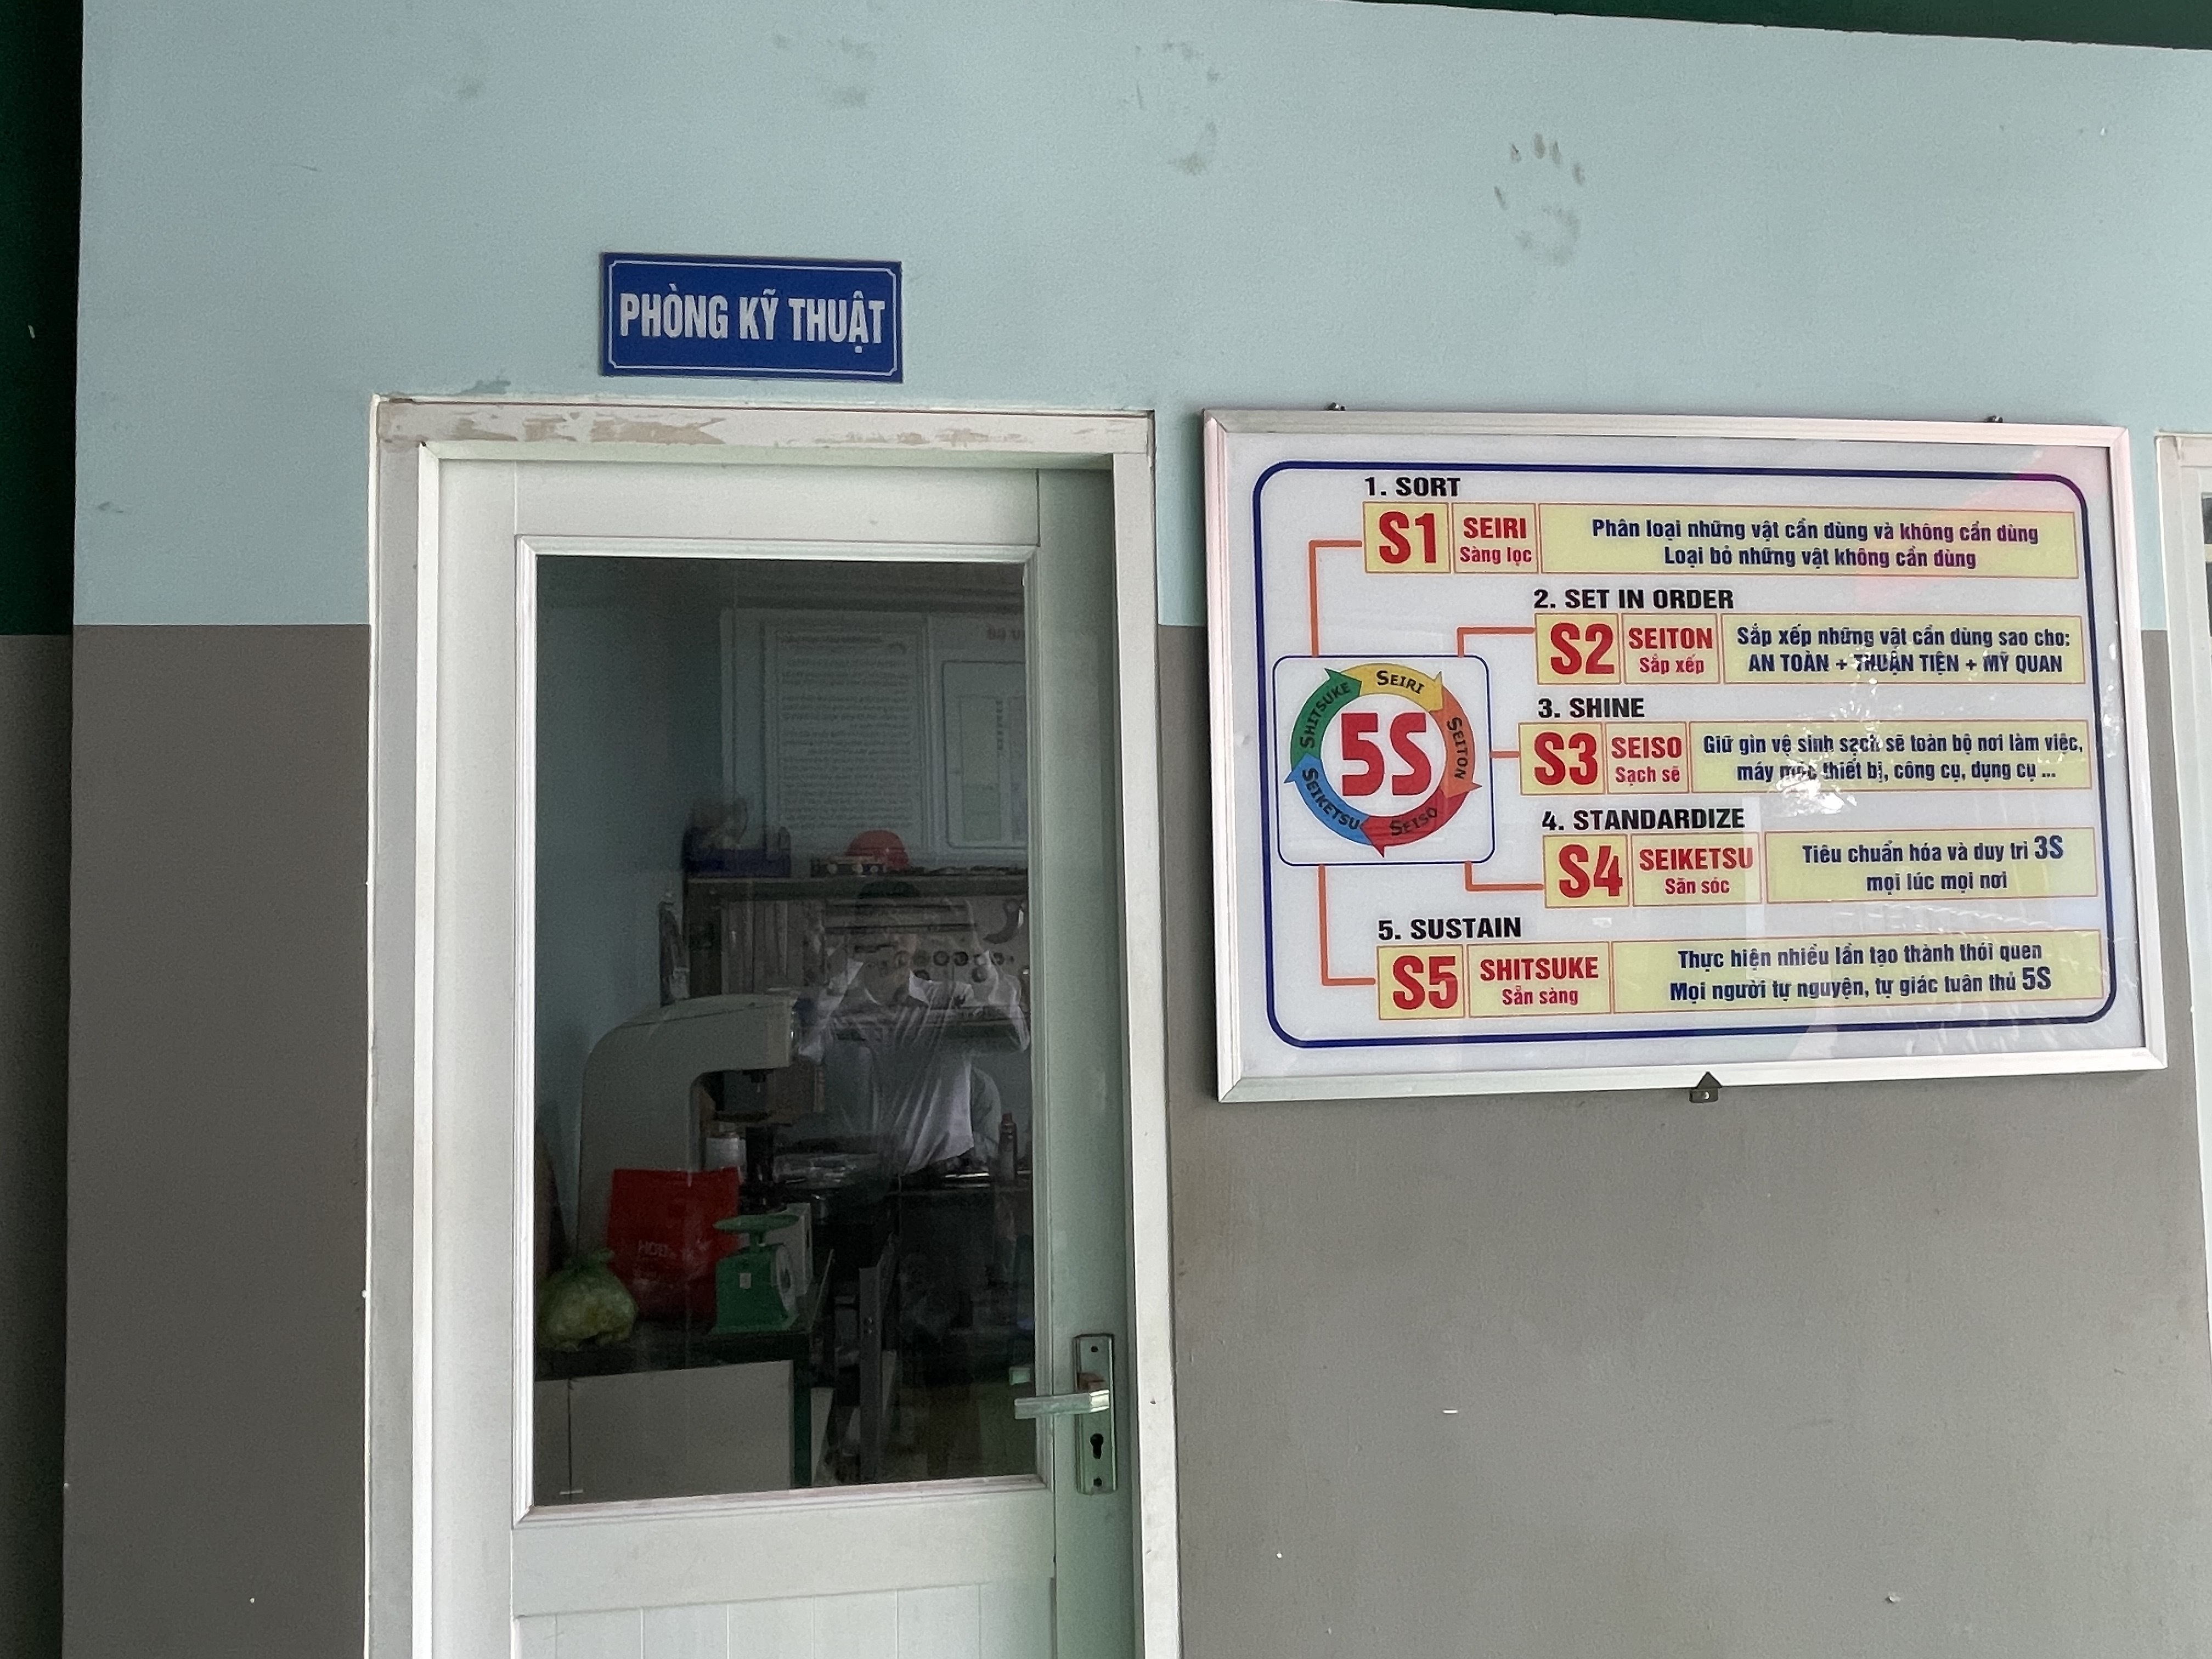 PHÒNG KỸ THUẬT
1. SORT
S1
SEIRI
Sàng lọc
Phân loại những vật cần dùng và không cần dùng
Loại bỏ những vật không cần dùng
2. SET IN ORDER
S2
SEITON
Sắp xếp
Sắp xếp những vật cần dùng sao cho:
AN TOÀN + THUẬN TIỆN + MỸ QUAN
3. SHINE
S3
SEISO
Sạch sẽ
Giữ gìn vệ sinh sạch sẽ toàn bộ nơi làm việc,
máy móc thiết bị, công cụ, dụng cụ ...
4. STANDARDIZE
S4
SEIKETSU
Săn sóc
Tiêu chuẩn hóa và duy trì 3S
mọi lúc mọi nơi
5. SUSTAIN
S5
SHITSUKE
Sẵn sàng
Thực hiện nhiều lần tạo thành thói quen
Mọi người tự nguyện, tự giác tuân thủ 5S
5S
SEIRI
SEITON
SEISO
SEIKETSU
SHITSUKE